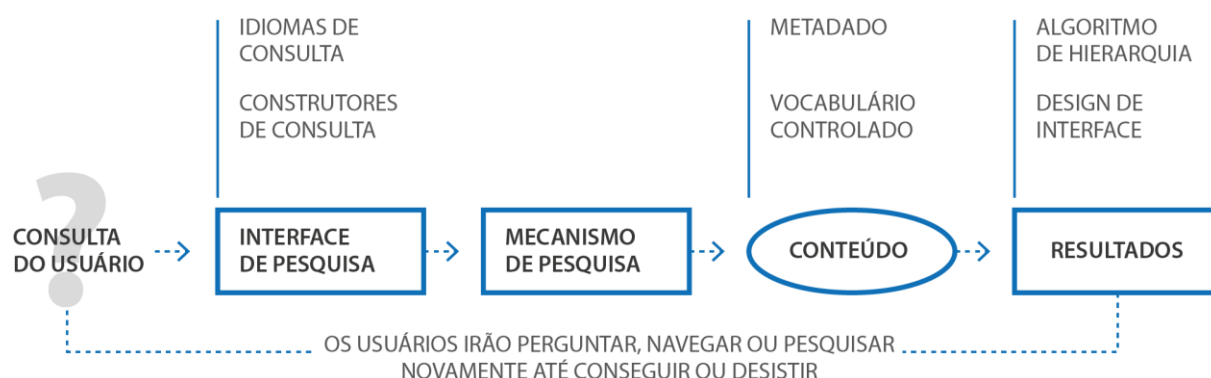 IDIOMAS DE
CONSULTA
CONSTRUTORES
DE CONSULTA
METADADO
VOCABULÁRIO
CONTROLADO
ALGORITMO
DE HIERARQUIA
DESIGN DE
INTERFACE
?
CONSULTA
DO USUÁRIO
INTERFACE
DE PESQUISA
MECANISMO
DE PESQUISA
CONTEÚDO
RESULTADOS
OS USUÁRIOS IRÃO PERGUNTAR, NAVEGAR OU PESQUISAR
NOVAMENTE ATÉ CONSEGUIR OU DESISTIR